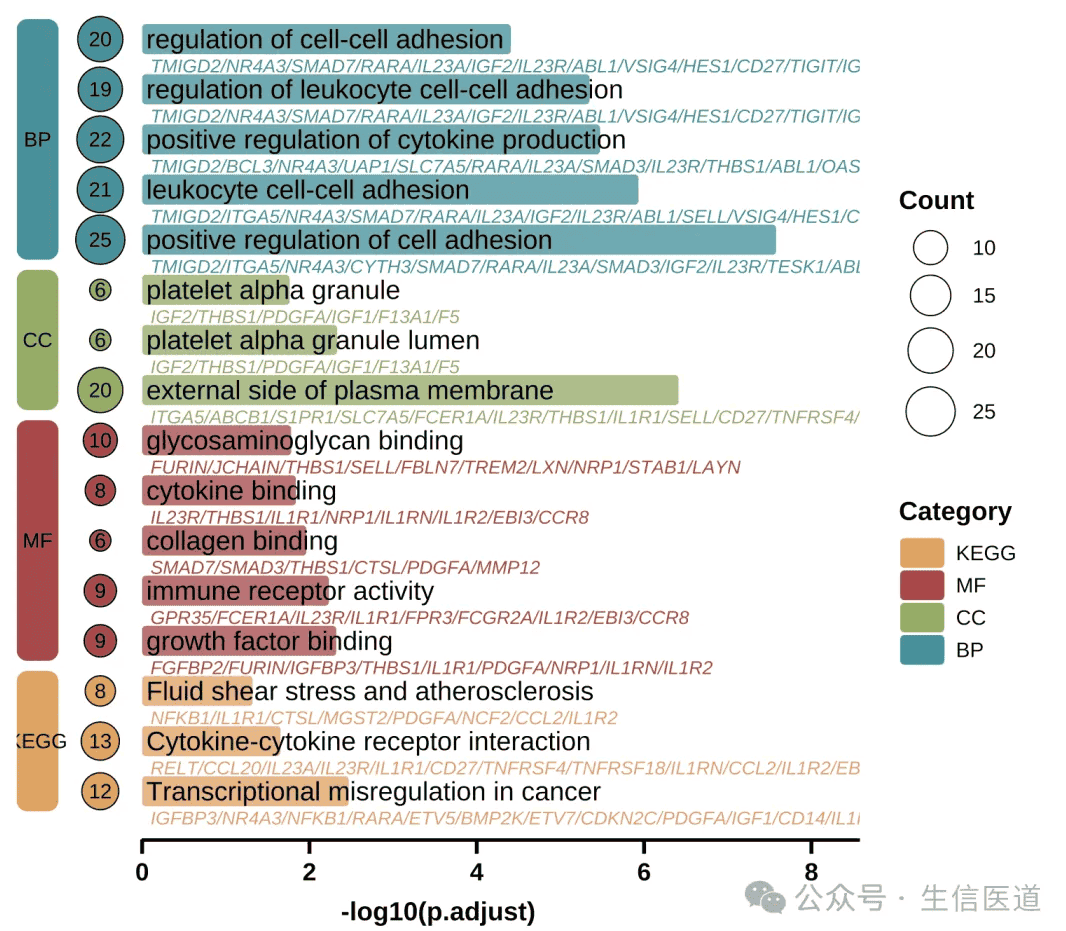 20 regulation of cell-cell adhesion
TMIGD2/NR4A3/SMAD7/RARA/IL23A/IGF2/IL23R/ABL1/VSIG4/HES1/CD27/TIGIT/IG
19 regulation of leukocyte cell-cell adhesion
TMIGD2/NR4A3/SMAD7/RARA/IL23A/IGF2/IL23R/ABL1/VSIG4/HES1/CD27/TIGIT/IG
BP
22 positive regulation of cytokine production
TMIGD2/BCL3/NR4A3/UAP1/SLC7A5/RARA/IL23A/SMAD3/IL23R/THBS1/ABL1/OAS
21 leukocyte cell-cell adhesion
TMIGD2/ITGA5/NR4A3/SMAD7/RARA/IL23A/IGF2/IL23R/ABL1/SELL/VSIG4/HES1/C
25 positive regulation of cell adhesion
TMIGD2/ITGA5/NR4A3/CYTH3/SMAD7/RARA/IL23A/SMAD3/IGF2/IL23R/TESK1/ABL
6 platelet alpha granule
IGF2/THBS1/PDGFA/IGF1/F13A1/F5
CC
6 platelet alpha granule lumen
IGF2/THBS1/PDGFA/IGF1/F13A1/F5
20 external side of plasma membrane
ITGA5/ABCB1/S1PR1/SLC7A5/FCER1A/IL23R/THBS1/IL1R1/SELL/CD27/TNFRSF4/
10 glycosaminoglycan binding
FURIN/JCHAIN/THBS1/SELL/FBLN7/TREM2/LXN/NRP1/STAB1/LAYN
8 cytokine binding
IL23R/THBS1/IL1R1/NRP1/IL1RN/IL1R2/EBI3/CCR8
MF
6 collagen binding
SMAD7/SMAD3/THBS1/CTSL/PDGFA/MMP12
9 immune receptor activity
GPR35/FCER1A/IL23R/IL1R1/FPR3/FCGR2A/IL1R2/EBI3/CCR8
9 growth factor binding
FGFBP2/FURIN/IGFBP3/THBS1/IL1R1/PDGFA/NRP1/IL1RN/IL1R2
8 Fluid shear stress and atherosclerosis
NFKB1/IL1R1/CTSL/MGST2/PDGFA/NCF2/CCL2/IL1R2
KEGG
13 Cytokine-cytokine receptor interaction
RELT/CCL20/IL23A/IL23R/IL1R1/CD27/TNFRSF4/TNFRSF18/IL1RN/CCL2/IL1R2/EB
12 Transcriptional misregulation in cancer
IGFBP3/NR4A3/NFKB1/RARA/ETV5/BMP2K/ETV7/CDKN2C/PDGFA/IGF1/CD14/IL1
0 2 4 6 8
-log10(p.adjust)
Count
10
15
20
25
Category
KEGG
MF
CC
BP
公众号 · 生信医道